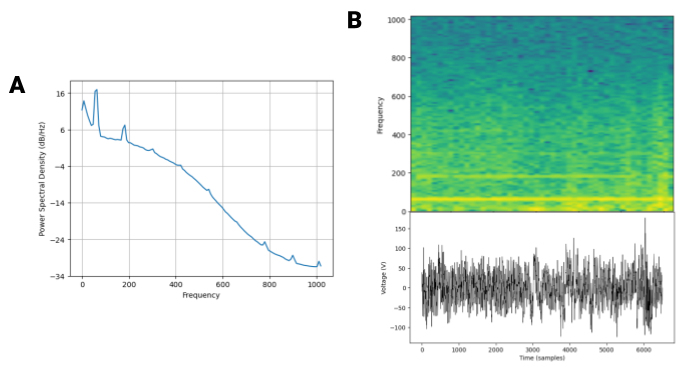 A
16
6
−4
−14
−24
−34
Power Spectral Density (dB/Hz)
0 200 400 600 800 1000
Frequency
B
1000
800
600
400
200
0
Frequency
150
100
50
0
−50
−100
Voltage (V)
0 1000 2000 3000 4000 5000 6000
Time (samples)